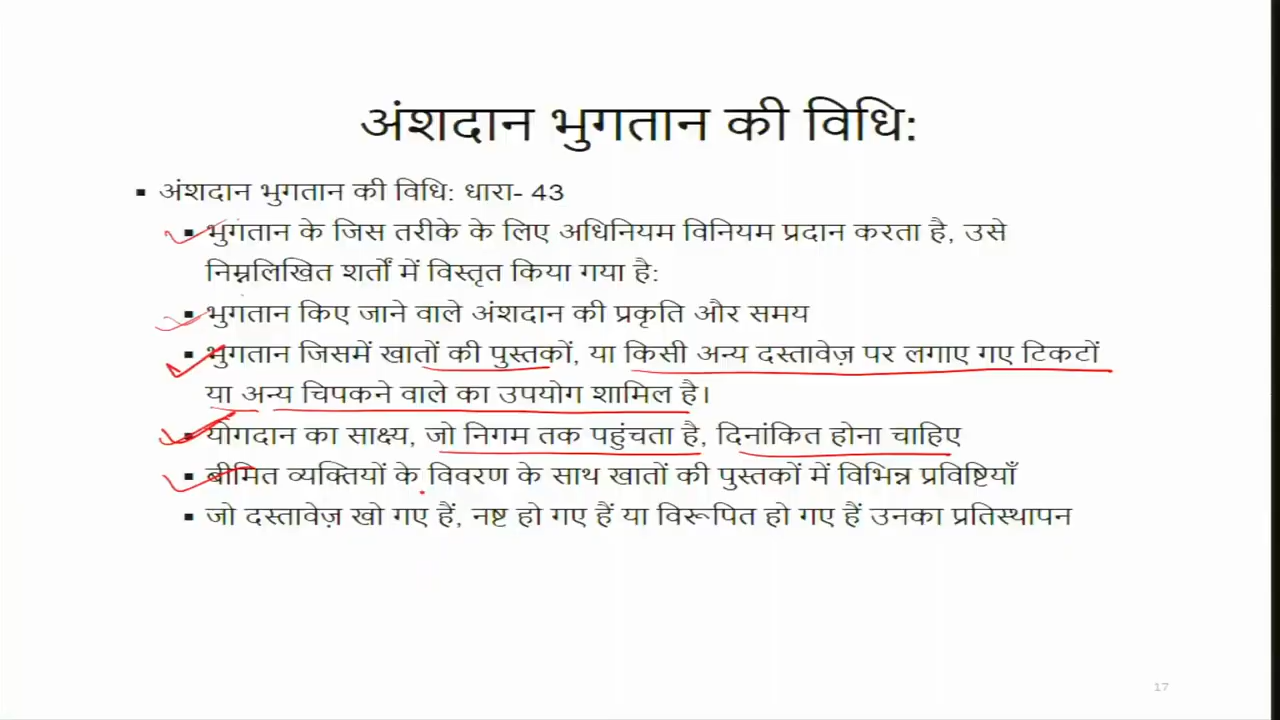 अंशदान भुगतान की विधि:
▪ अंशदान भुगतान की विधि: धारा- 43
▪ भुगतान के जिस तरीके के लिए अधिनियम विनियम प्रदान करता है, उसे
निम्नलिखित शर्तों में विस्तृत किया गया है:
▪ भुगतान किए जाने वाले अंशदान की प्रकृति और समय
▪ भुगतान जिसमें खातों की पुस्तकों, या किसी अन्य दस्तावेज़ पर लगाए गए टिकटों
या अन्य चिपकने वाले का उपयोग शामिल है।
▪ योगदान का साक्ष्य, जो निगम तक पहुंचता है, दिनांकित होना चाहिए
▪ बीमित व्यक्तियों के विवरण के साथ खातों की पुस्तकों में विभिन्न प्रविष्टियाँ
▪ जो दस्तावेज़ खो गए हैं, नष्ट हो गए हैं या विरूपित हो गए हैं उनका प्रतिस्थापन
17